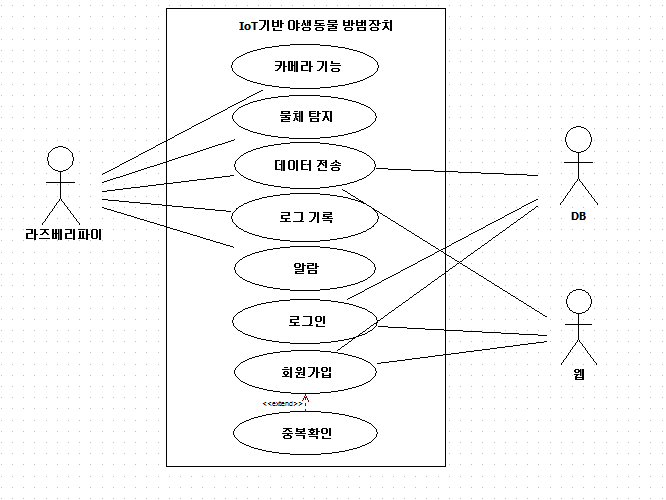 IoT기반 야생동물 방범장치
카메라 기능
물체 탐지
데이터 전송
로그 기록
알람
로그인
회원가입
<<extend>>
중복확인
라즈베리파이
DB
웹